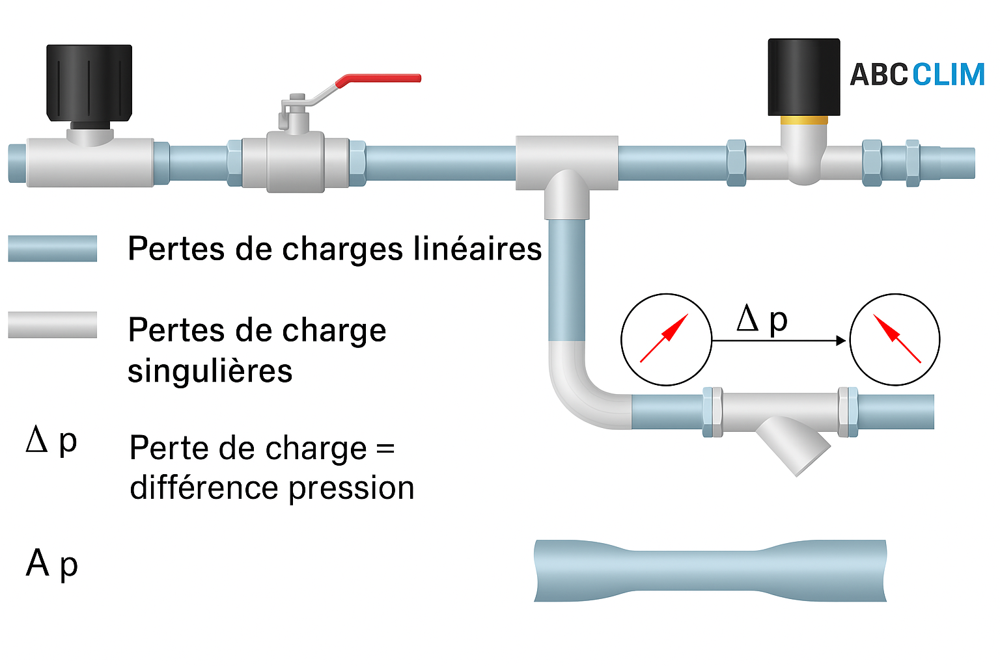 ABC CLIM
Pertes de charges linéaires
Pertes de charge
singulières
Δ p
Δ p
Perte de charge =
différence pression
A p